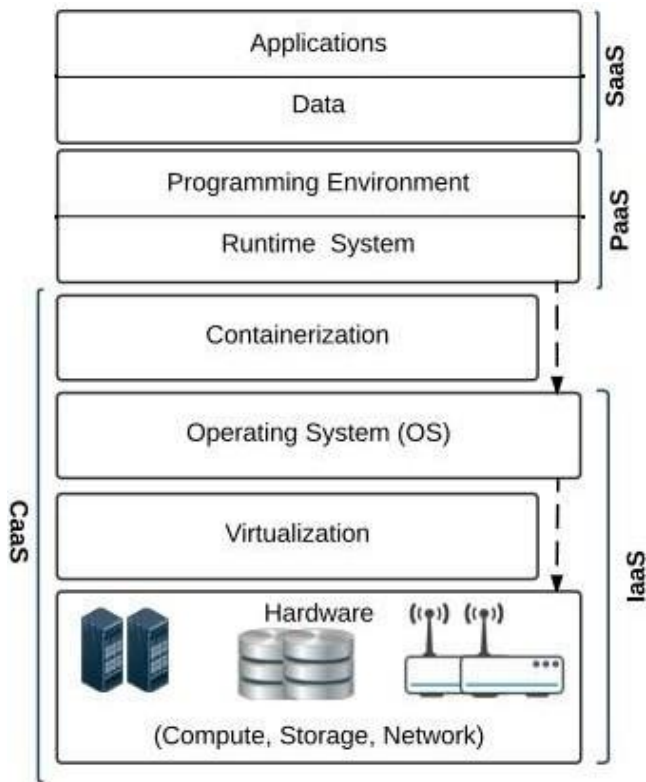 Applications
Data
SaaS
Programming Environment
Runtime System
PaaS
Containerization
Operating System (OS)
Virtualization
Hardware
(Compute, Storage, Network)
CaaS
IaaS